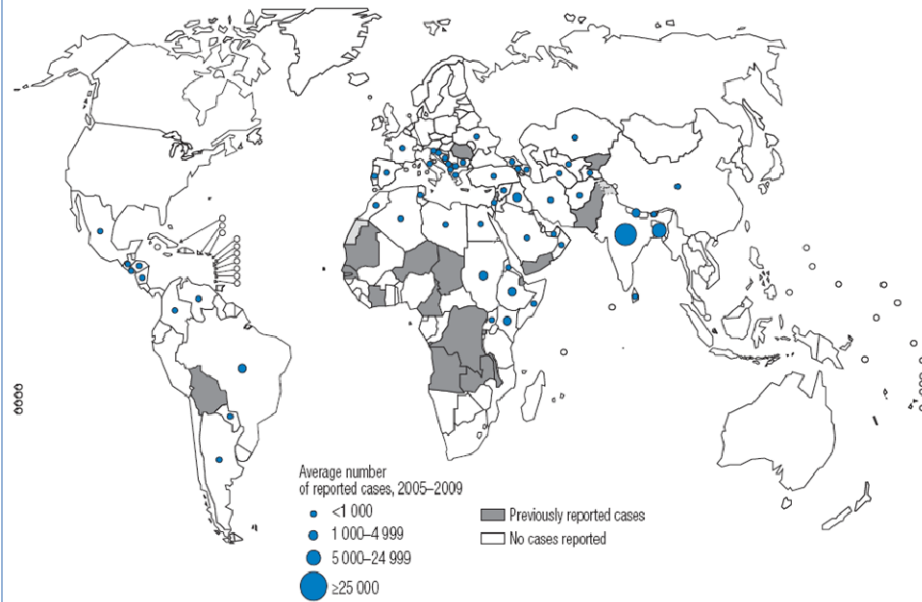 Average number
of reported cases, 2005–2009
<1 000
1 000–4 999
5 000–24 999
≥25 000
Previously reported cases
No cases reported